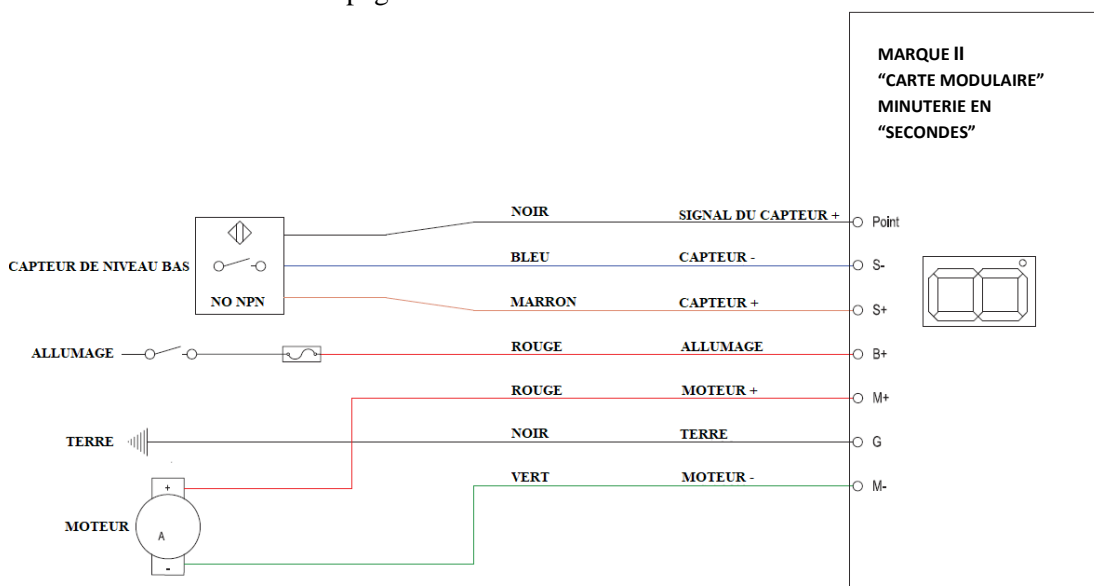 MARQUE II
“CARTE MODULAIRE”
MINUTERIE EN
“SECONDES”
NOIR
SIGNAL DU CAPTEUR +
Point
CAPTEUR DE NIVEAU BAS
NO NPN
BLEU
CAPTEUR -
S-
MARRON
CAPTEUR +
S+
ALLUMAGE
ROUGE
ALLUMAGE
B+
ROUGE
MOTEUR +
M+
TERRE
NOIR
TERRE
G
VERT
MOTEUR -
M-
MOTEUR
+
A
-